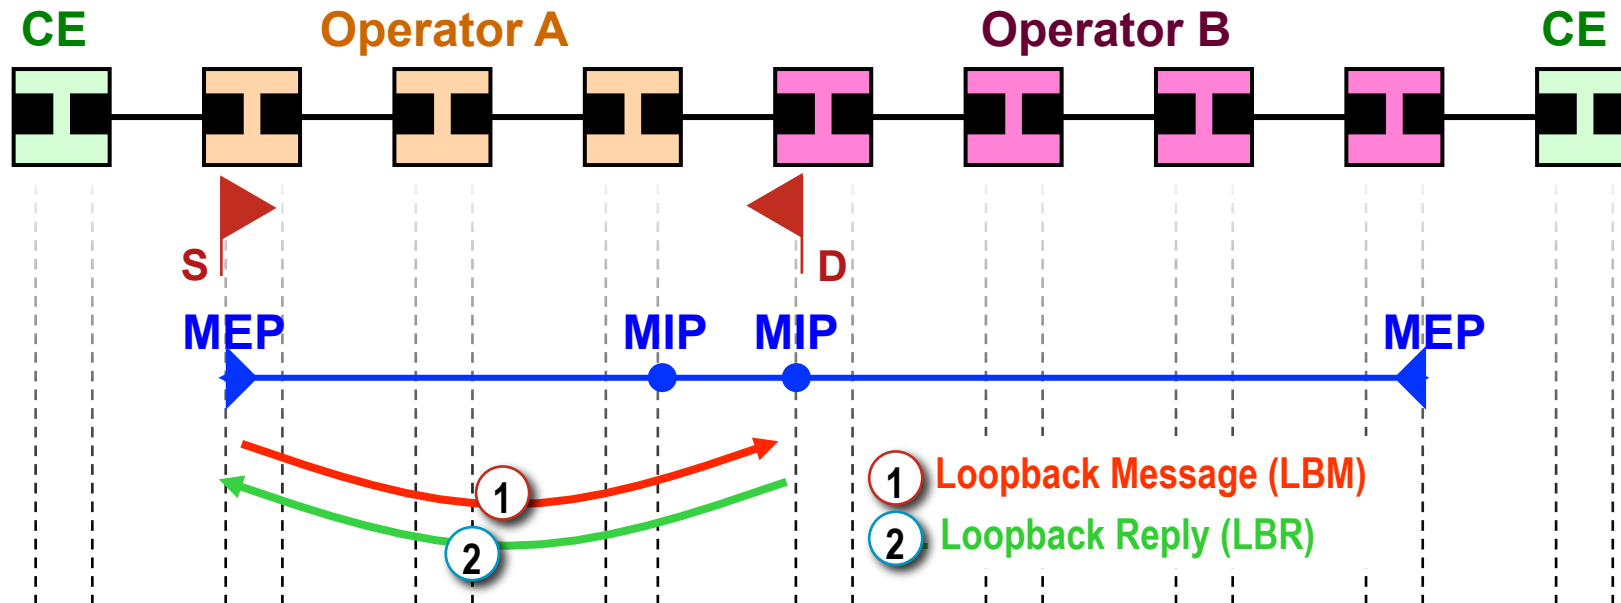 CE Operator A Operator B CE
S D
MEP MIP MIP MEP
1 1 Loopback Message (LBM)
2 2. Loopback Reply (LBR)